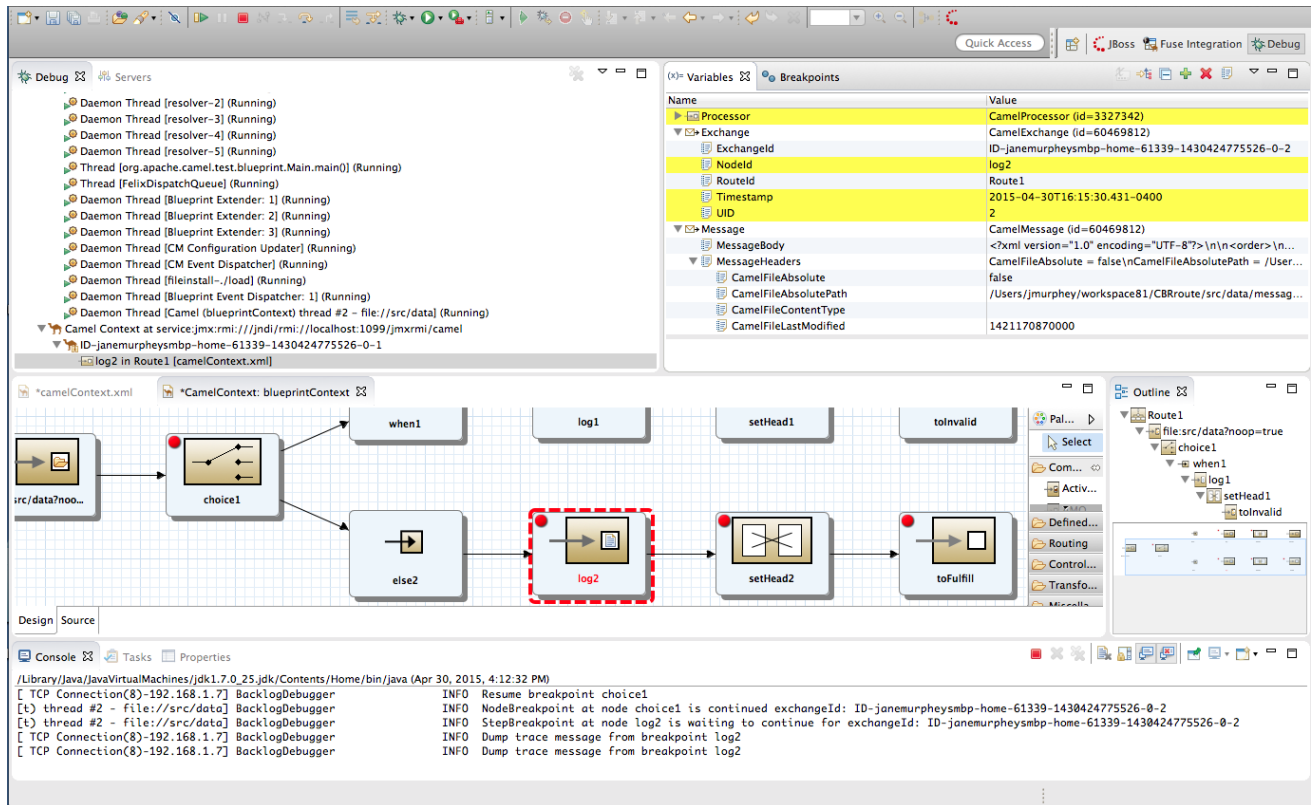 Quick Access
JBoss Fuse Integration Debug
Debug Servers
Daemon Thread [resolver-2] (Running)
Daemon Thread [resolver-3] (Running)
Daemon Thread [resolver-4] (Running)
Daemon Thread [resolver-5] (Running)
Thread [org.apache.camel.test.blueprint.Main.main()] (Running)
Thread [FelixDispatchQueue] (Running)
Daemon Thread [Blueprint Extender: 1] (Running)
Daemon Thread [Blueprint Extender: 2] (Running)
Daemon Thread [Blueprint Extender: 3] (Running)
Daemon Thread [CM Configuration Updater] (Running)
Daemon Thread [CM Event Dispatcher] (Running)
Daemon Thread [fileinstall-./load] (Running)
Daemon Thread [Blueprint Event Dispatcher: 1] (Running)
Daemon Thread [Camel (blueprintContext) thread #2 - file://src/data] (Running)
Camel Context at service:jmx:rmi:///jndi/rmi://localhost:1099/jmxrmi/camel
ID-janemurpheysmbp-home-61339-1430424775526-0-1
log2 in Route1 [camelContext.xml]
(x)= Variables Breakpoints
Name Value
Processor CamelProcessor (id=3327342)
Exchange CamelExchange (id=60469812)
ExchangeId ID-janemurpheysmbp-home-61339-1430424775526-0-2
NodeId log2
RouteId Route1
Timestamp 2015-04-30T16:15:30.431-0400
UID 2
Message CamelMessage (id=60469812)
MessageBody <?xml version="1.0" encoding="UTF-8"?>\n\n<order>\n...
MessageHeaders CamelFileAbsolute = false\nCamelFileAbsolutePath = /User...
CamelFileAbsolute false
CamelFileAbsolutePath /Users/jmurphey/workspace81/CBRroute/src/data/messag...
CamelFileContentType
CamelFileLastModified 1421170870000
*camelContext.xml *CamelContext: blueprintContext
when1 log1 setHead1 toInvalid
src/data?noo... choice1
else2 log2 setHead2 toFulfill
Pal...
Select
Com...
Activ...
Defined...
Routing
Control...
Transfo...
Miscella...
Design Source
Outline
Route1
file:src/data?noop=true
choice1
when1
log1
setHead1
toInvalid
Console Tasks Properties
/Library/Java/JavaVirtualMachines/jdk1.7.0_25.jdk/Contents/Home/bin/java (Apr 30, 2015, 4:12:32 PM)
[ TCP Connection(8)-192.168.1.7] BacklogDebugger INFO Resume breakpoint choice1
[t) thread #2 - file://src/data] BacklogDebugger INFO NodeBreakpoint at node choice1 is continued exchangeId: ID-janemurpheysmbp-home-61339-1430424775526-0-2
[t) thread #2 - file://src/data] BacklogDebugger INFO StepBreakpoint at node log2 is waiting to continue for exchangeId: ID-janemurpheysmbp-home-61339-1430424775526-0-2
[ TCP Connection(8)-192.168.1.7] BacklogDebugger INFO Dump trace message from breakpoint log2
[ TCP Connection(8)-192.168.1.7] BacklogDebugger INFO Dump trace message from breakpoint log2